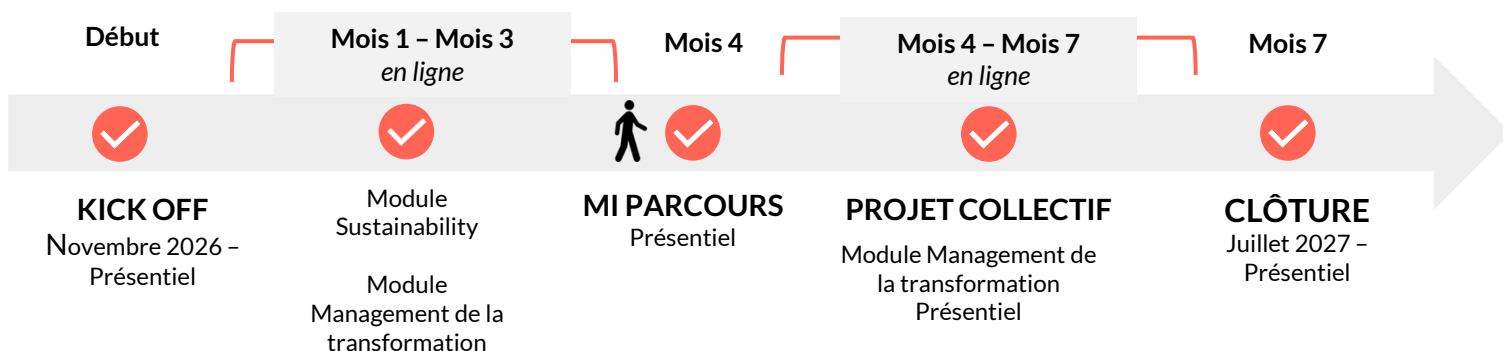 Début
Mois 1 – Mois 3
en ligne
Mois 4
Mois 4 – Mois 7
en ligne
Mois 7
KICK OFF
Novembre 2026 –
Présentiel
Module
Sustainability
Module
Management de la
transformation
MI PARCOURS
Présentiel
PROJET COLLECTIF
Module Management de
la transformation
Présentiel
CLÔTURE
Juillet 2027 –
Présentiel